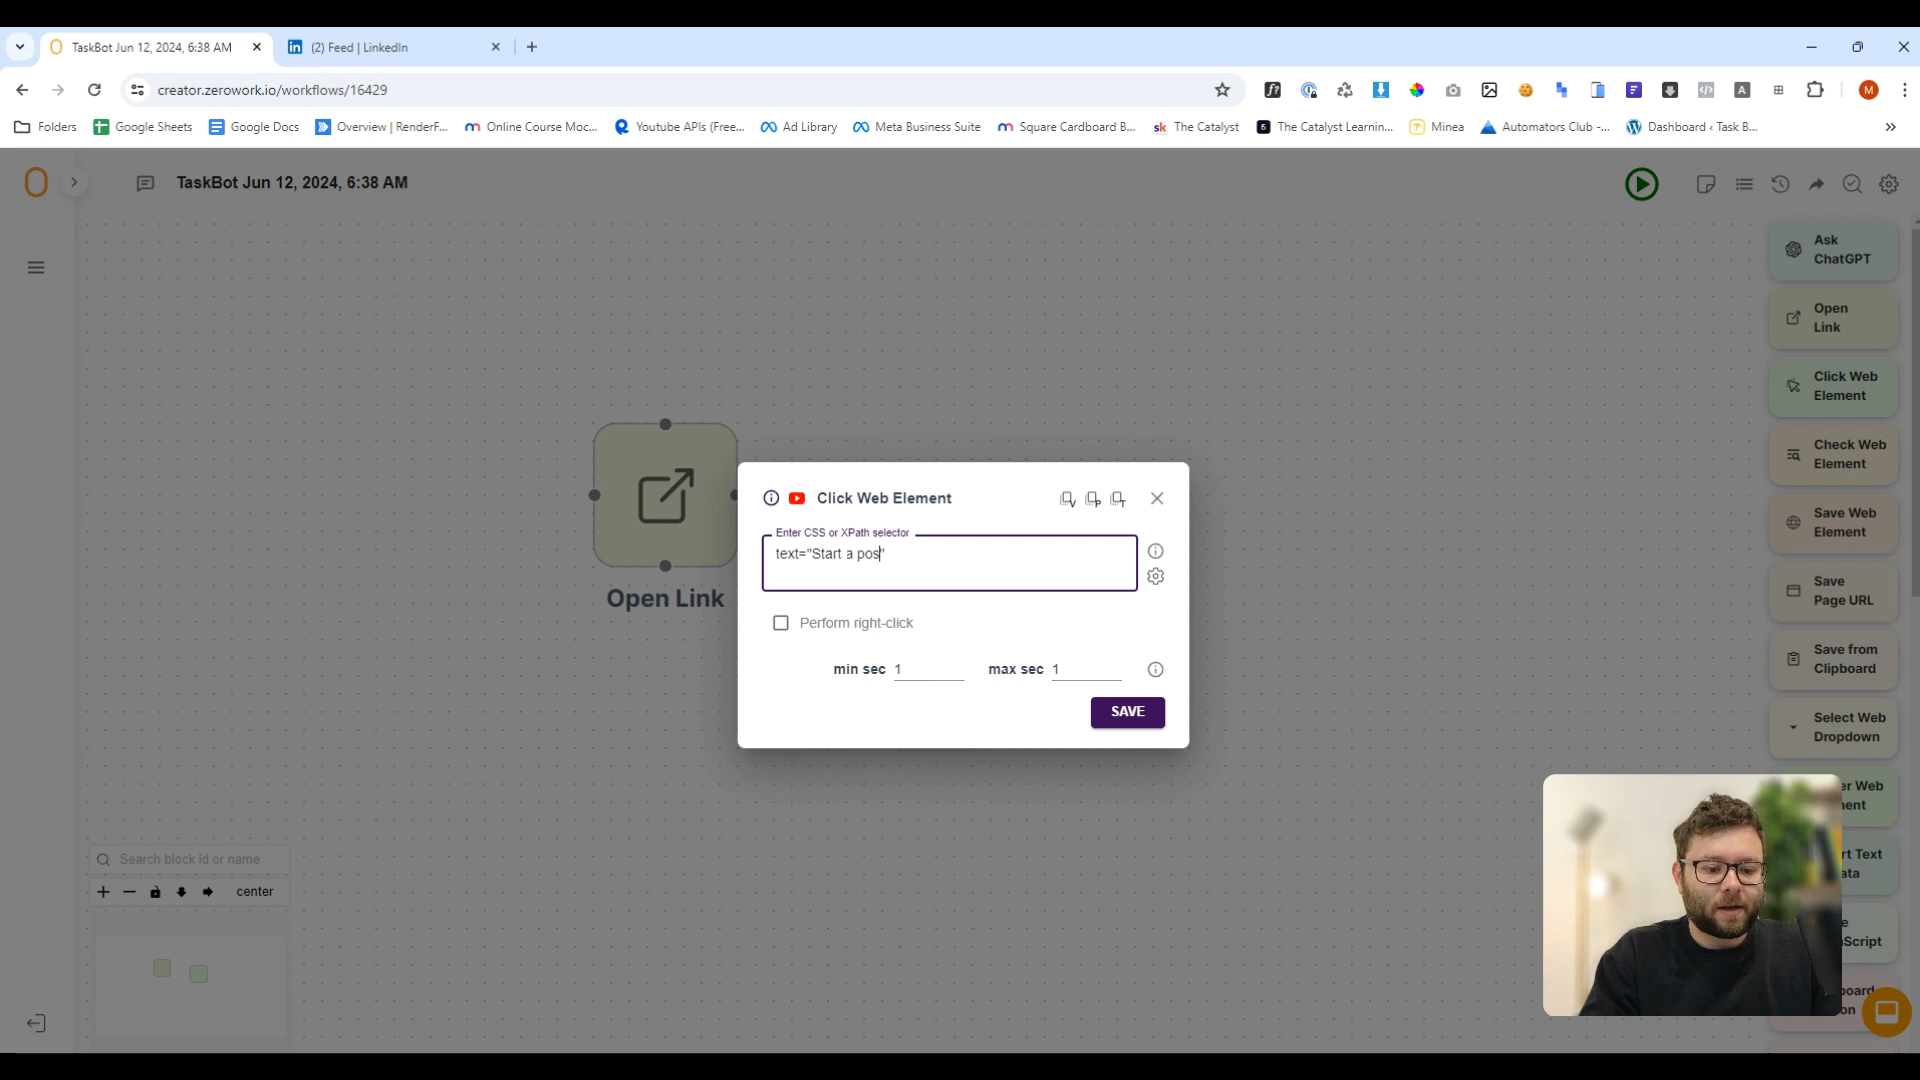 TaskBot Jun 12, 2024, 6:38 AM
(2) Feed | LinkedIn
creator.zerowork.io/workflows/16429
Folders
Google Sheets
Google Docs
Overview | RenderF...
Online Course Moc...
Youtube APIs (Free...
Ad Library
Meta Business Suite
Square Cardboard B...
The Catalyst
The Catalyst Learnin...
Minea
Automators Club -...
Dashboard ‹ Task B...
TaskBot Jun 12, 2024, 6:38 AM
Ask
ChatGPT
Open
Link
Click Web
Element
Check Web
Element
Save Web
Element
Save
Page URL
Save from
Clipboard
Select Web
Dropdown
Open Link
Click Web Element
Enter CSS or XPath selector
text="Start a pos"
Perform right-click
min sec 1
max sec 1
SAVE
Search block id or name
center